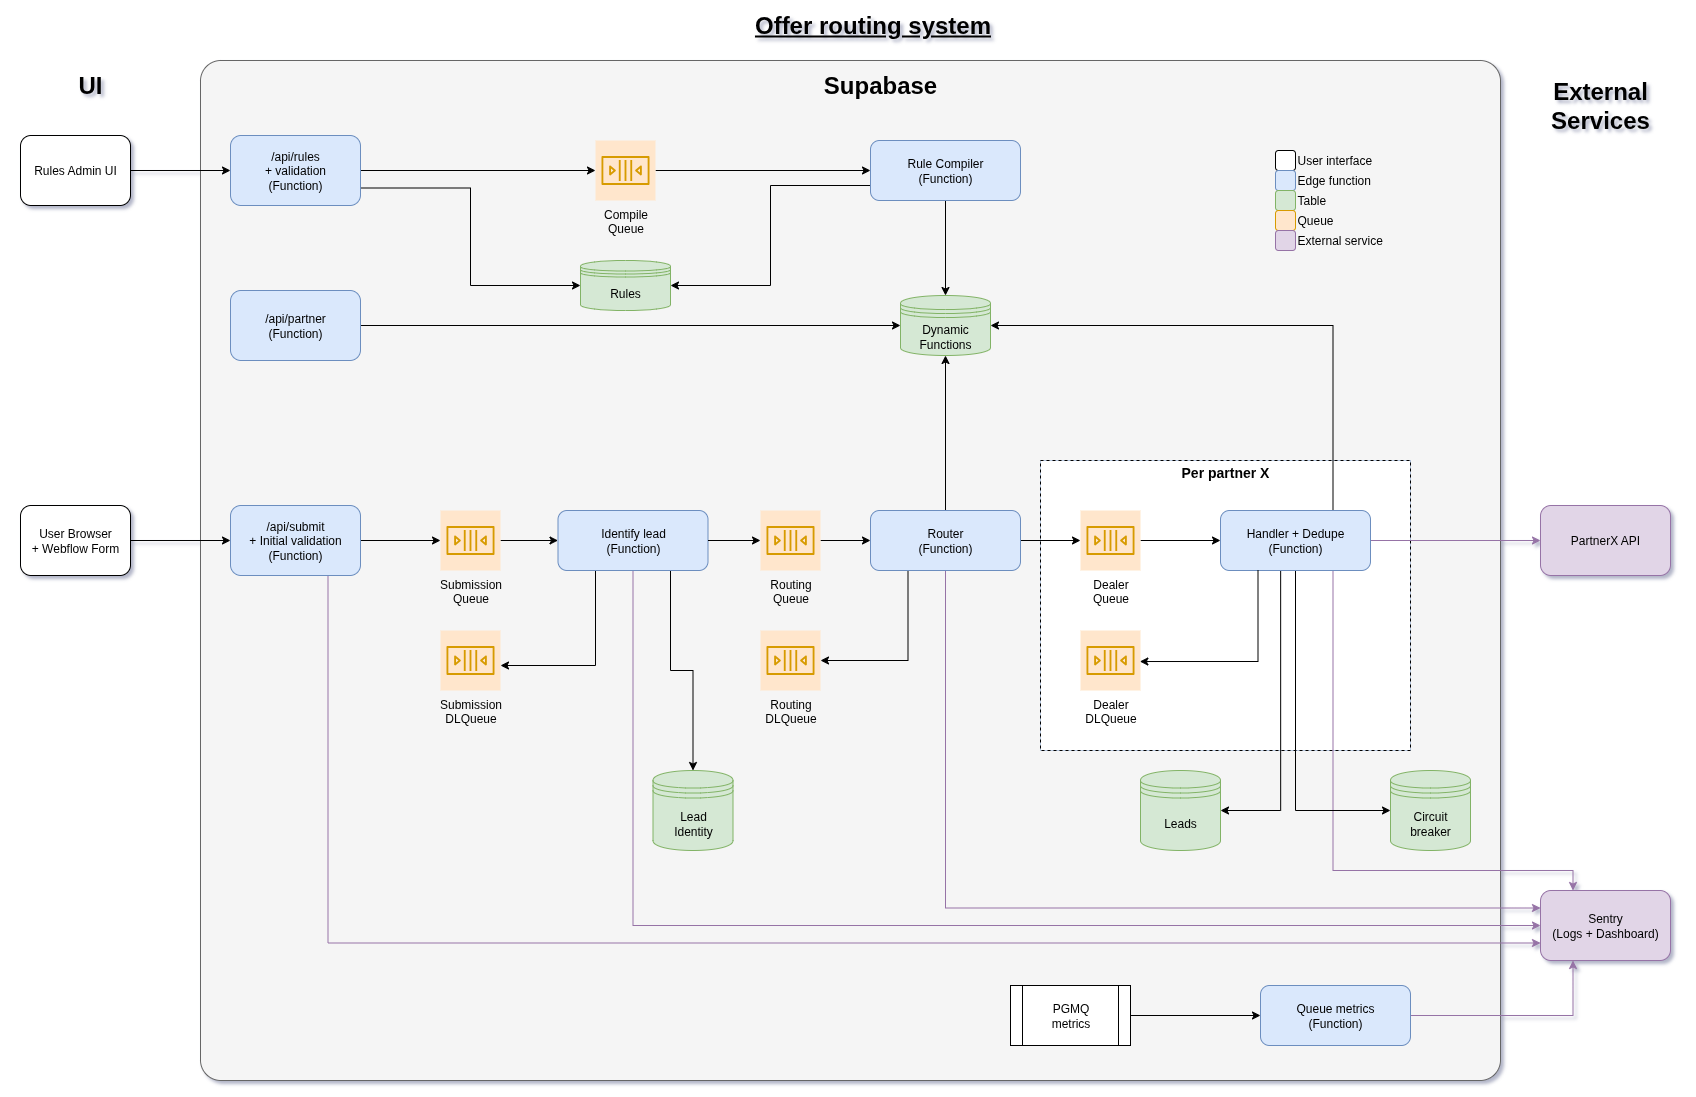 Offer routing system
UI
Supabase
External
Services
Rules Admin UI
/api/rules
+ validation
(Function)
Compile
Queue
Rule Compiler
(Function)
User interface
Edge function
Table
Queue
External service
Rules
/api/partner
(Function)
Dynamic
Functions
Per partner X
User Browser
+ Webflow Form
/api/submit
+ Initial validation
(Function)
Submission
Queue
Identify lead
(Function)
Routing
Queue
Router
(Function)
Dealer
Queue
Handler + Dedupe
(Function)
PartnerX API
Submission
DLQueue
Routing
DLQueue
Dealer
DLQueue
Lead
Identity
Leads
Circuit
breaker
Sentry
(Logs + Dashboard)
PGMQ
metrics
Queue metrics
(Function)